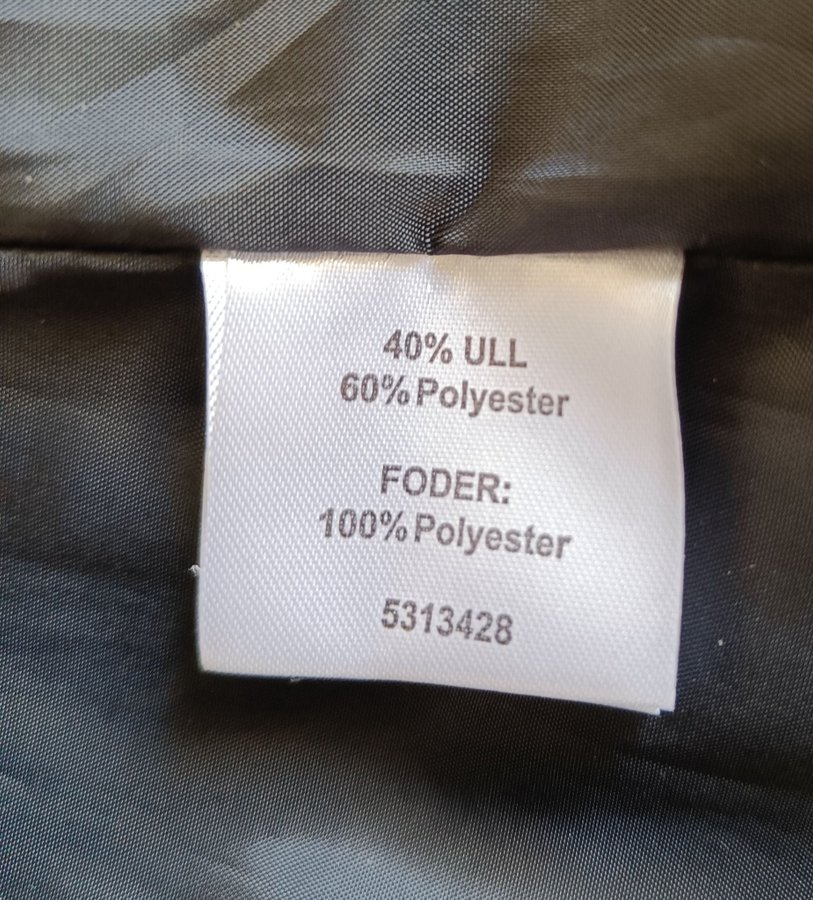 40% ULL
60% Polyester
FODER:
100% Polyester
5313428